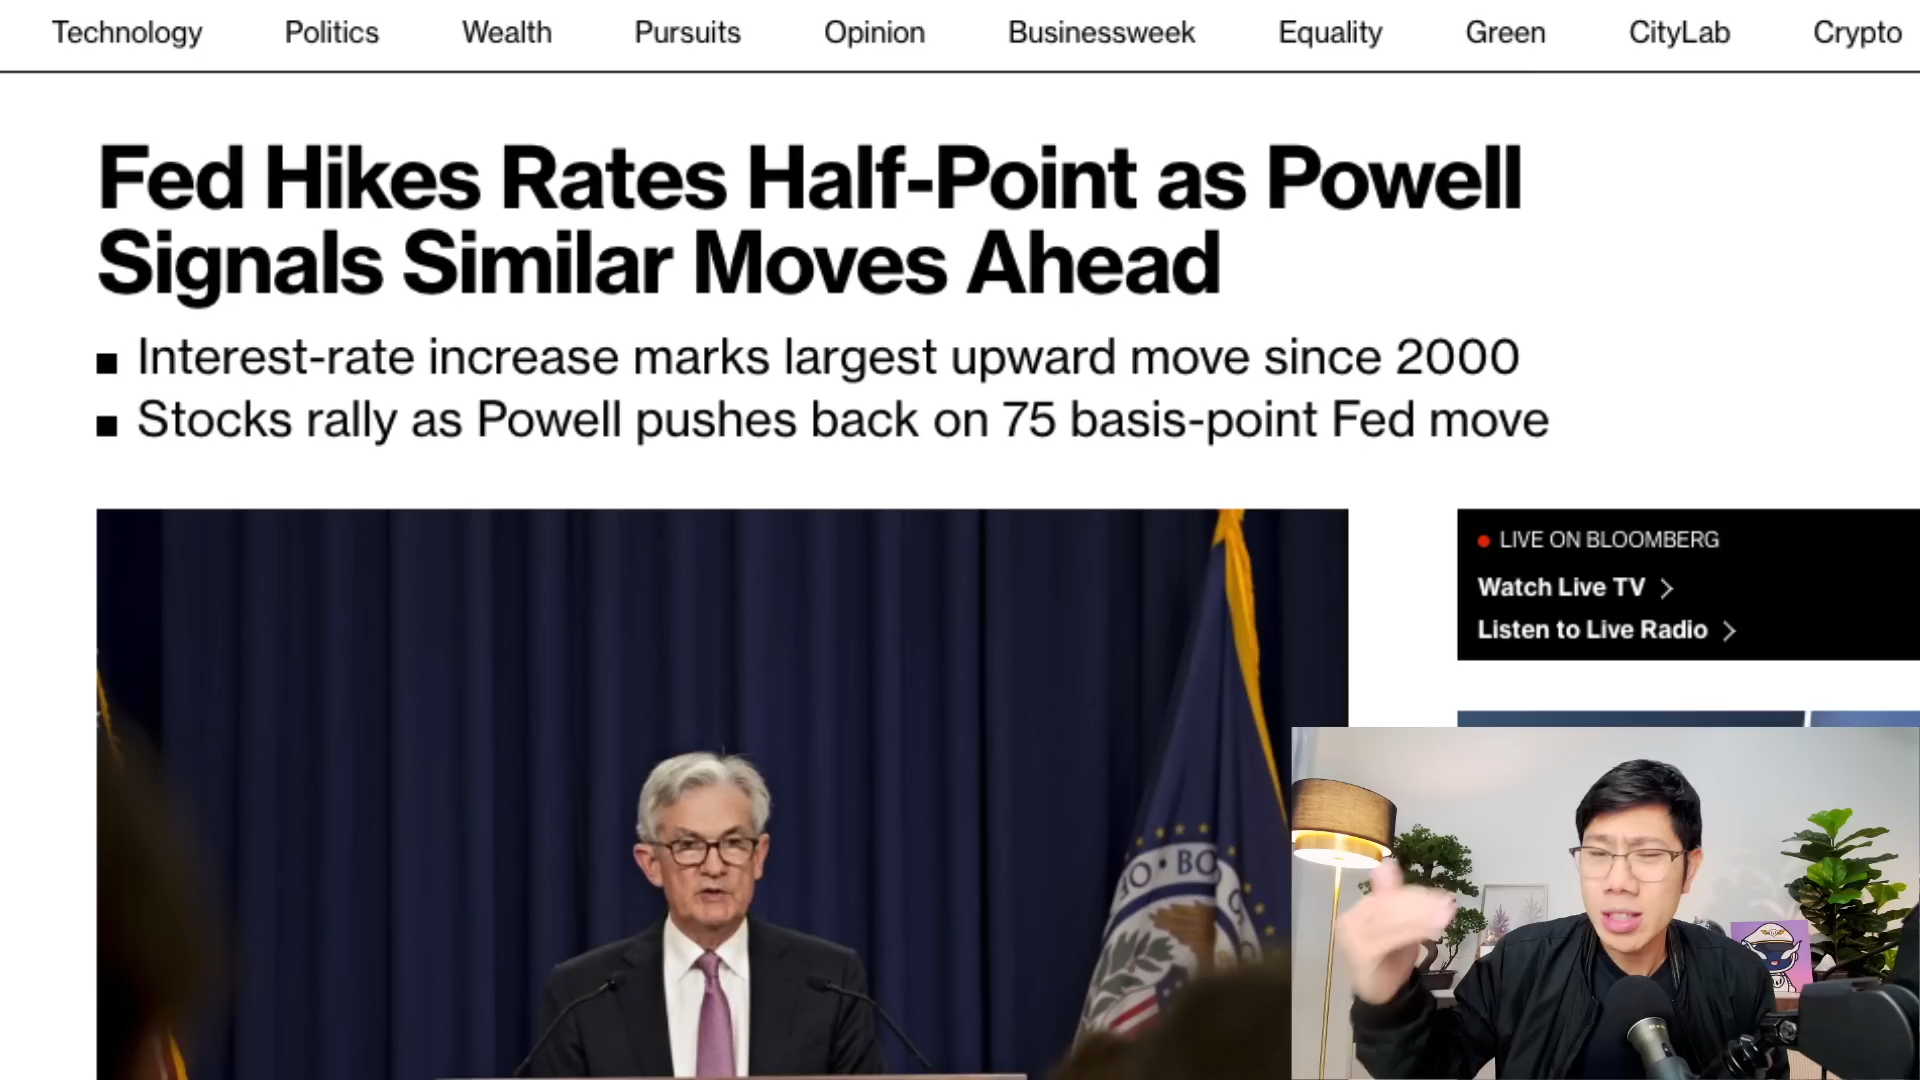 Technology Politics Wealth Pursuits Opinion Businessweek Equality Green CityLab Crypto
Fed Hikes Rates Half-Point as Powell
Signals Similar Moves Ahead
Interest-rate increase marks largest upward move since 2000
Stocks rally as Powell pushes back on 75 basis-point Fed move
LIVE ON BLOOMBERG
Watch Live TV
Listen to Live Radio